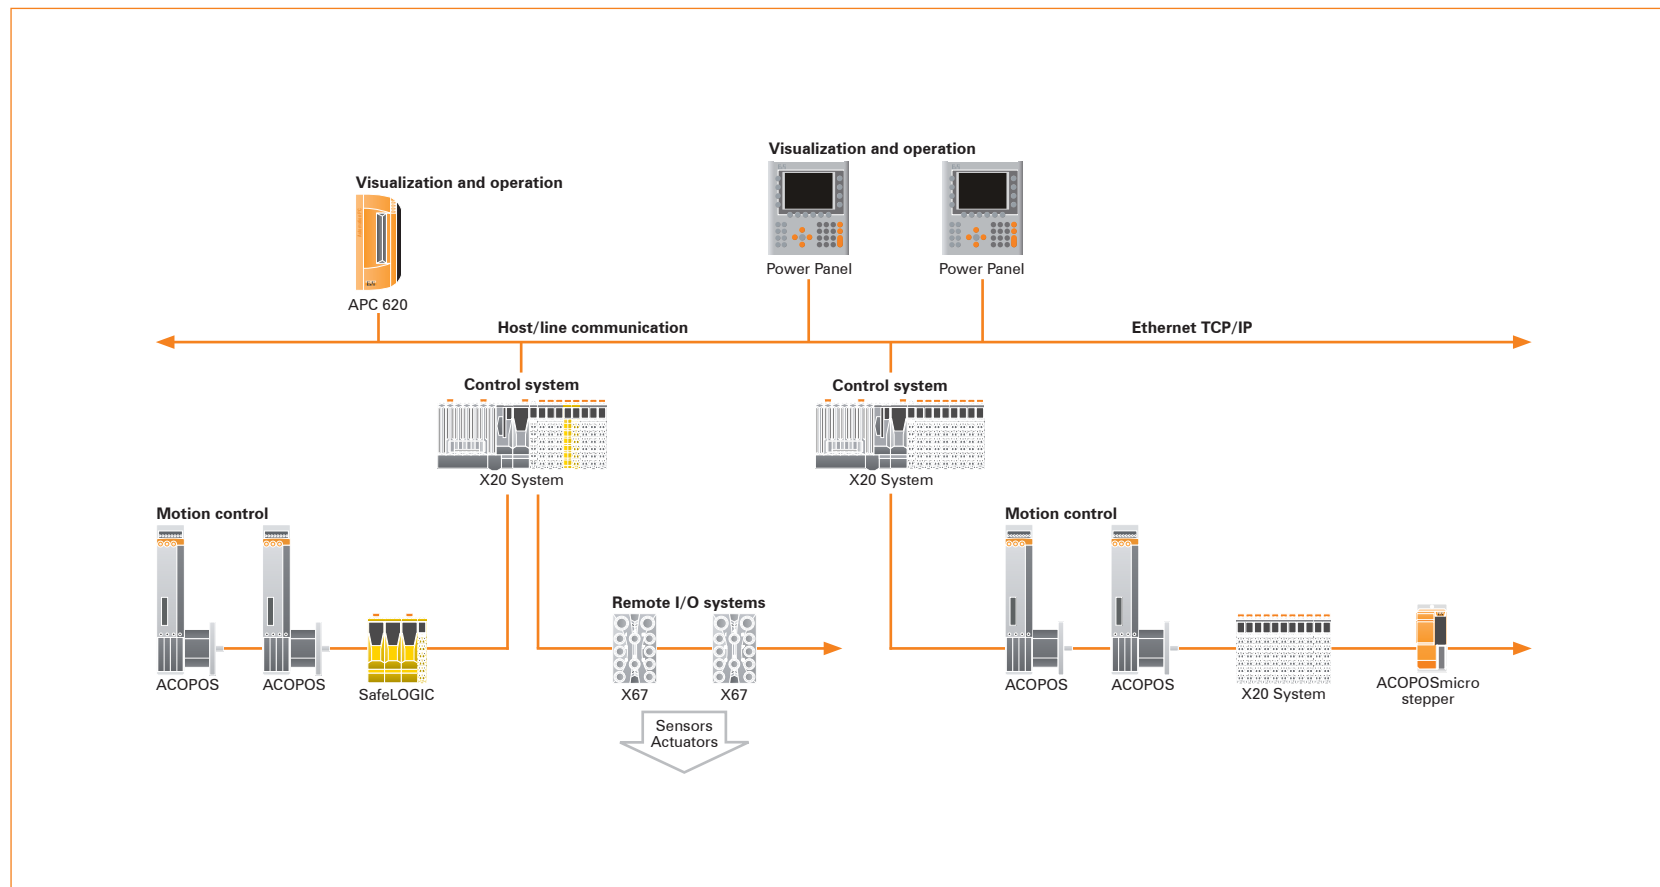 Visualization and operation
Visualization and operation
Power Panel
Power Panel
APC 620
Host/line communication
Ethernet TCP/IP
Control system
Control system
X20 System
X20 System
Motion control
Motion control
Remote I/O systems
ACOPOS
ACOPOS
SafeLOGIC
X67
X67
ACOPOS
ACOPOS
X20 System
ACOPOSmicro
stepper
Sensors
Actuators